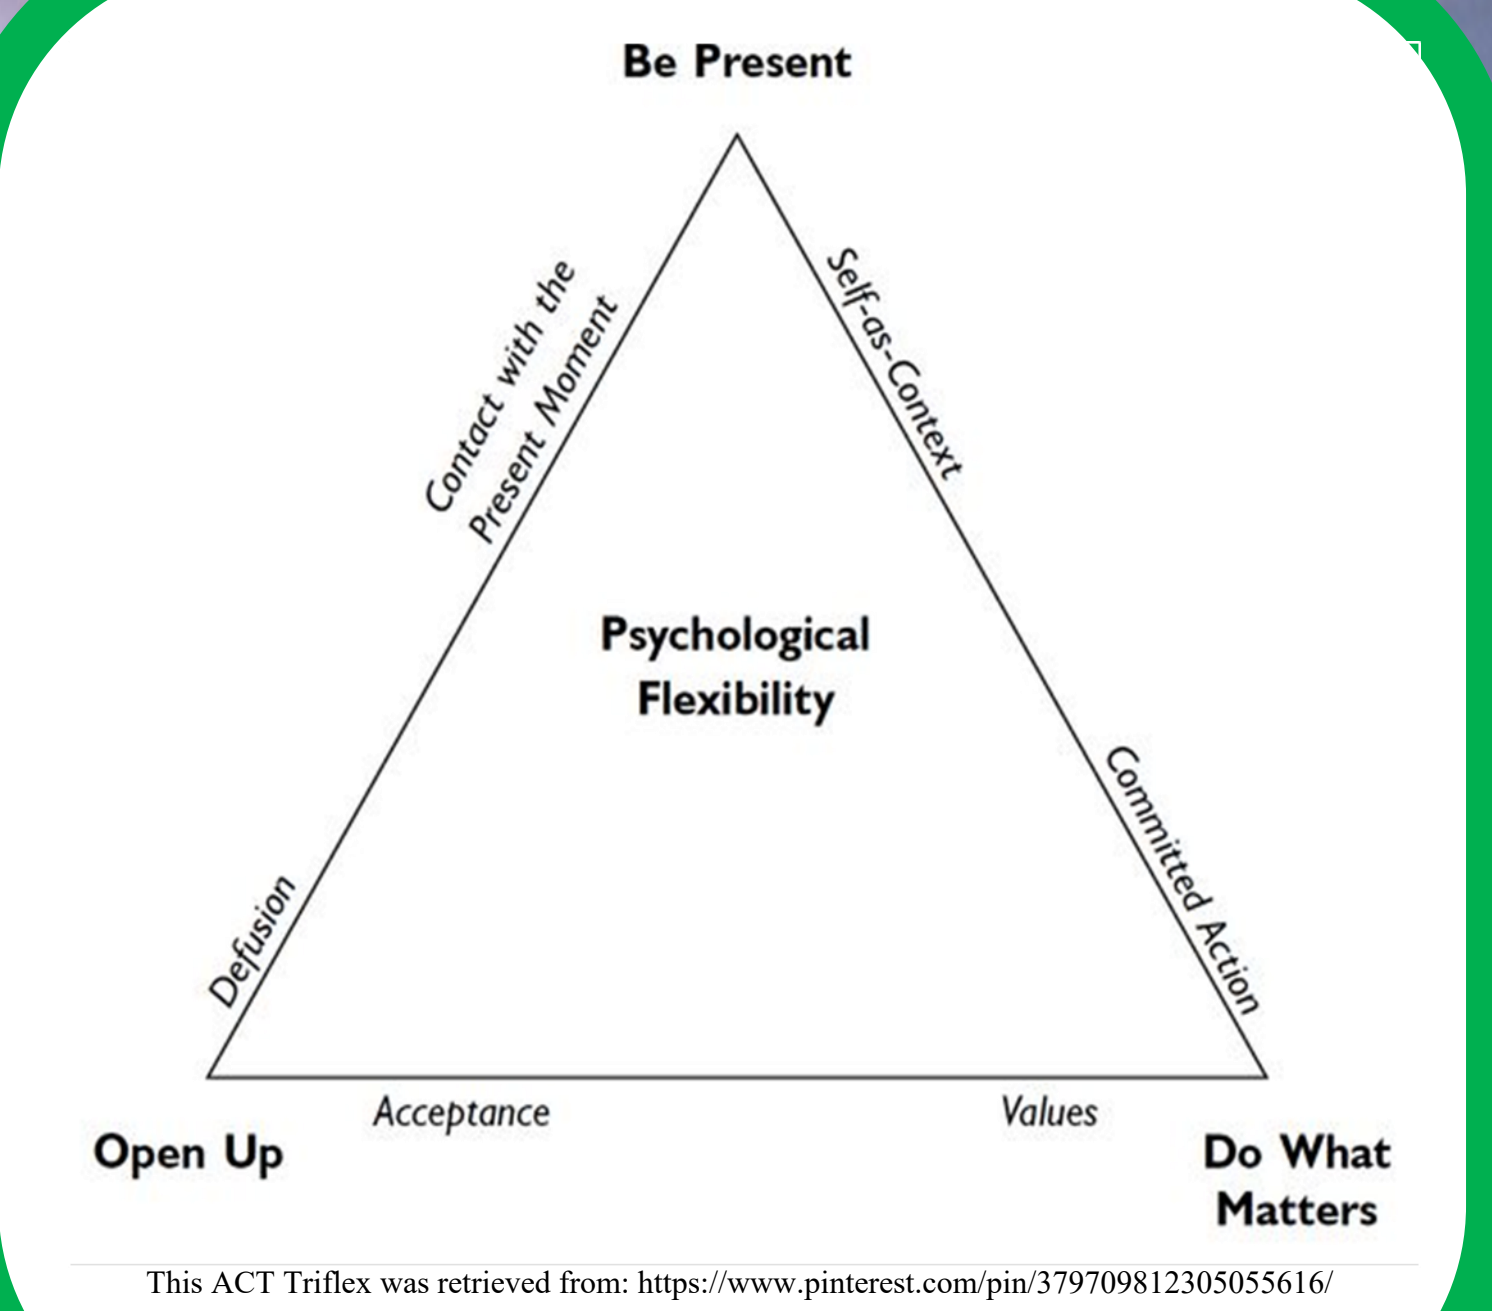 Be Present
Contact with the
Present Moment
Self-as-Context
Psychological
Flexibility
Committed Action
Defusion
Acceptance
Values
Open Up
Do What
Matters
This ACT Triflex was retrieved from: https://www.pinterest.com/pin/379709812305055616/